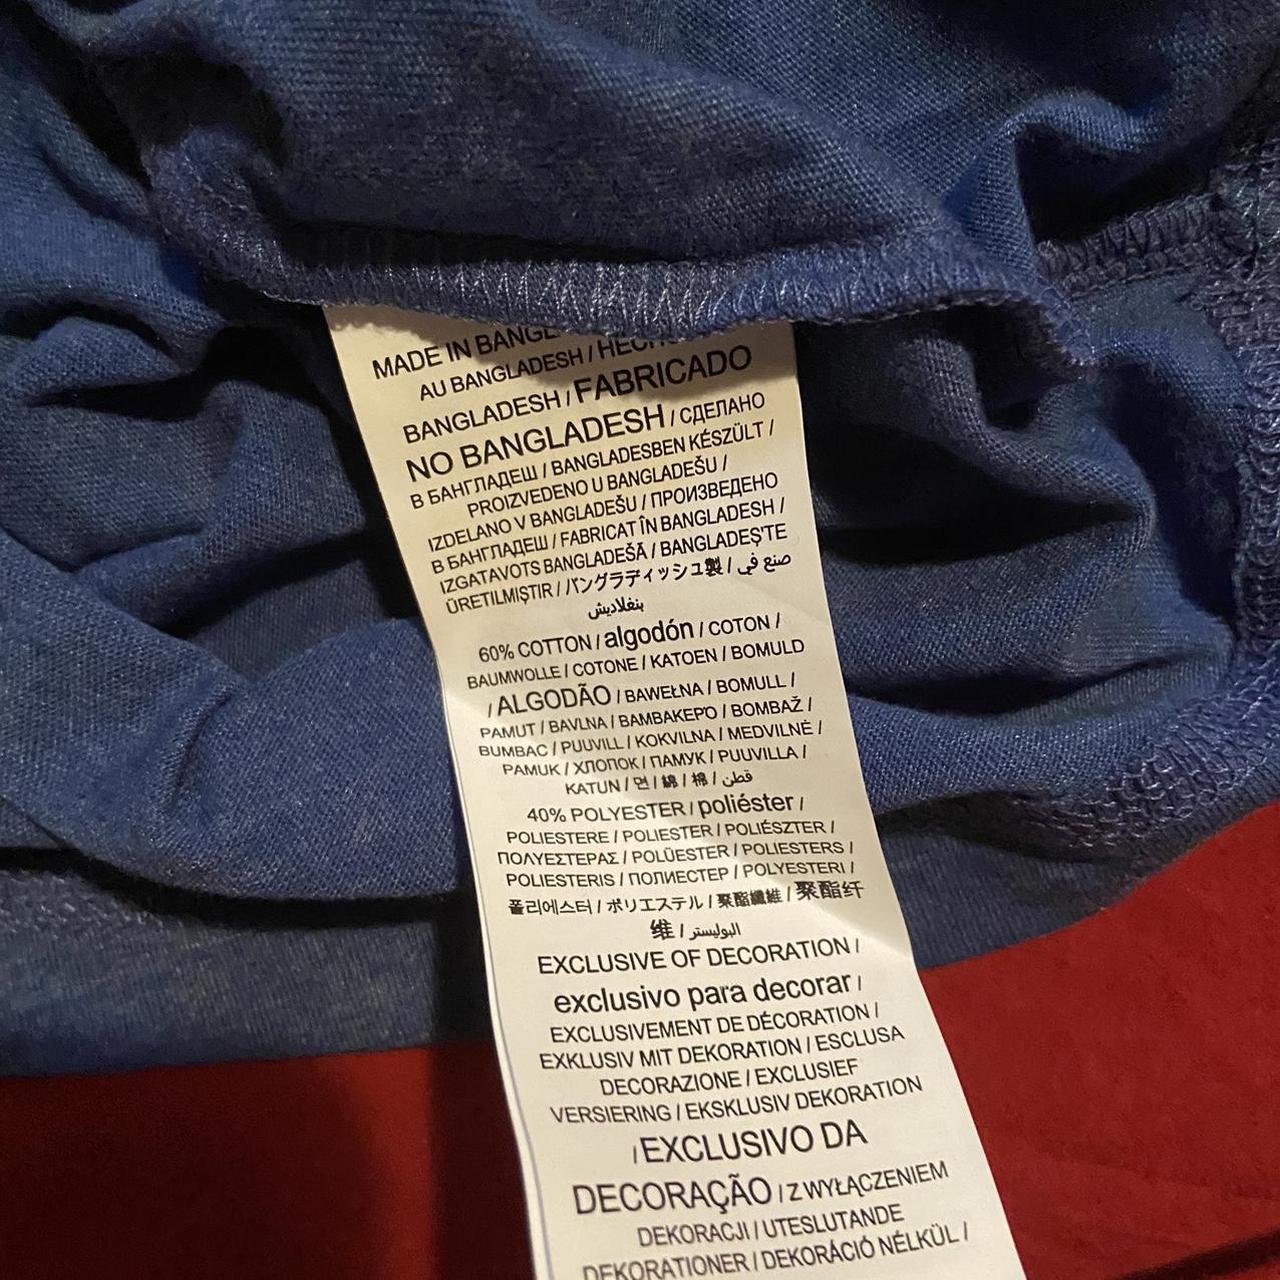 MADE IN
AU BANGLADESH /
BANGLADESH / FABRICADO
NO BANGLADESH / СДЕЛАНО
В БАНГЛАДЕШ / BANGLADESBEN KÉSZÜLT /
PROIZVEDENO U BANGLADEŠU /
IZDELANO V BANGLADEŠU / ПРОИЗВЕДЕНО
В БАНГЛАДЕШ / FABRICAT ÎN BANGLADESH /
IZGATAVOTS BANGLADEŠĀ / BANGLADEŞ'TE
ÜRETILMIŞTIR / バングラディッシュ製 / صنع في
بنغلاديش
60% COTTON / algodón / COTON /
BAUMWOLLE / COTONE / KATOEN / BOMULD
/ ALGODÃO / BAWEŁNA / BOMULL /
PAMUT / BAVLNA / ΒΑΜΒΑΚΕΡΌ / BOMBAŽ /
BUMBAC / PUUVILL / KOKVILNA / MEDVILNĖ /
PAMUK / ХЛОПОК / ПАМУК / PUUVILLA /
KATUN / 면 / 綿 / 棉 / قطن
40% POLYESTER / poliéster /
POLIESTERE / POLIESTER / POLIÉSZTER /
ΠΟΛΥΕΣΤΕΡΑΣ / POLÜESTER / POLIESTERS /
POLIESTERIS / ПОЛИЕСТЕР / POLYESTERI /
폴리에스터 / ポリエステル / 聚酯纖維 / 聚酯纤
维 / البوليستر
EXCLUSIVE OF DECORATION /
exclusivo para decorar /
EXCLUSIVEMENT DE DÉCORATION /
EXKLUSIV MIT DEKORATION / ESCLUSA
DECORAZIONE / EXCLUSIEF
VERSIERING / EKSKLUSIV DEKORATION
/ EXCLUSIVO DA
DECORAÇÃO / Z WYŁĄCZENIEM
DEKORACJI / UTESLUTANDE
DEKORATIONER / DEKORÁCIÓ NÉLKÜL /